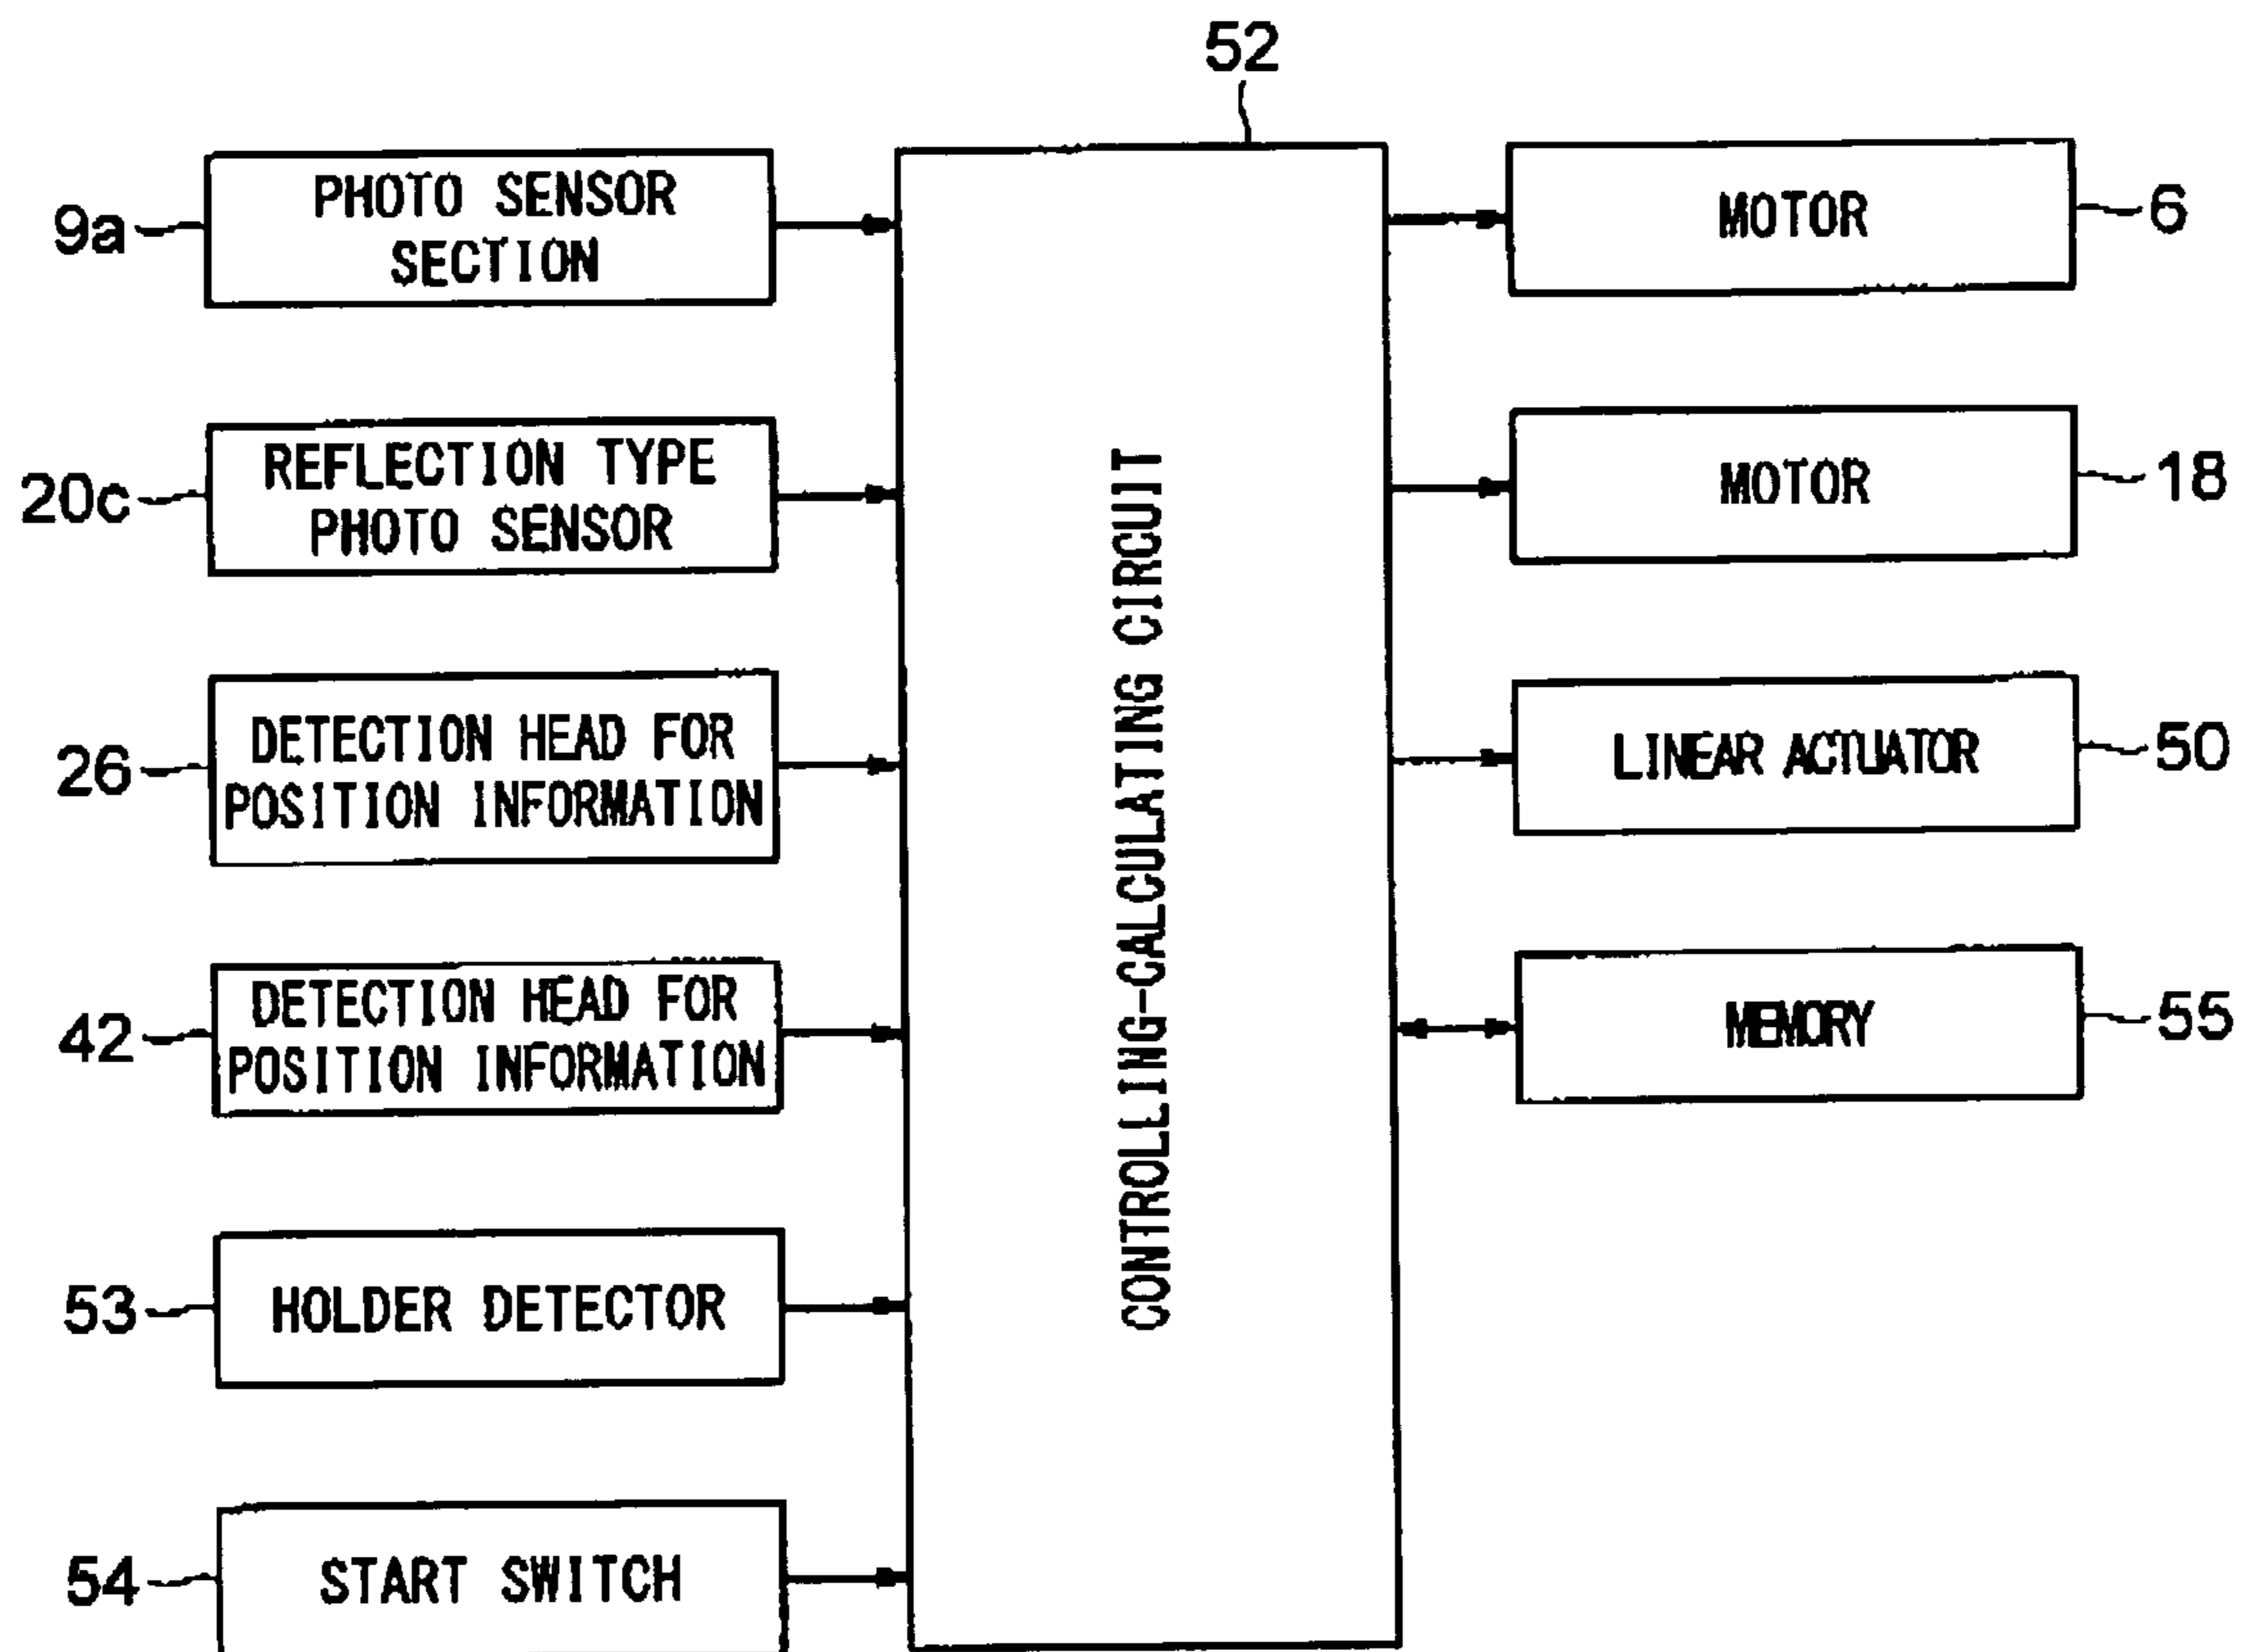 52
9a
PHOTO SENSOR
SECTION
20c
REFLECTION TYPE
PHOTO SENSOR
26
DETECTION HEAD FOR
POSITION INFORMATION
42
DETECTION HEAD FOR
POSITION INFORMATION
53
HOLDER DETECTOR
54
START SWITCH
CONTROLLING-CALCULATING CIRCUIT
MOTOR
6
MOTOR
18
LINEAR ACTUATOR
50
MEMORY
55